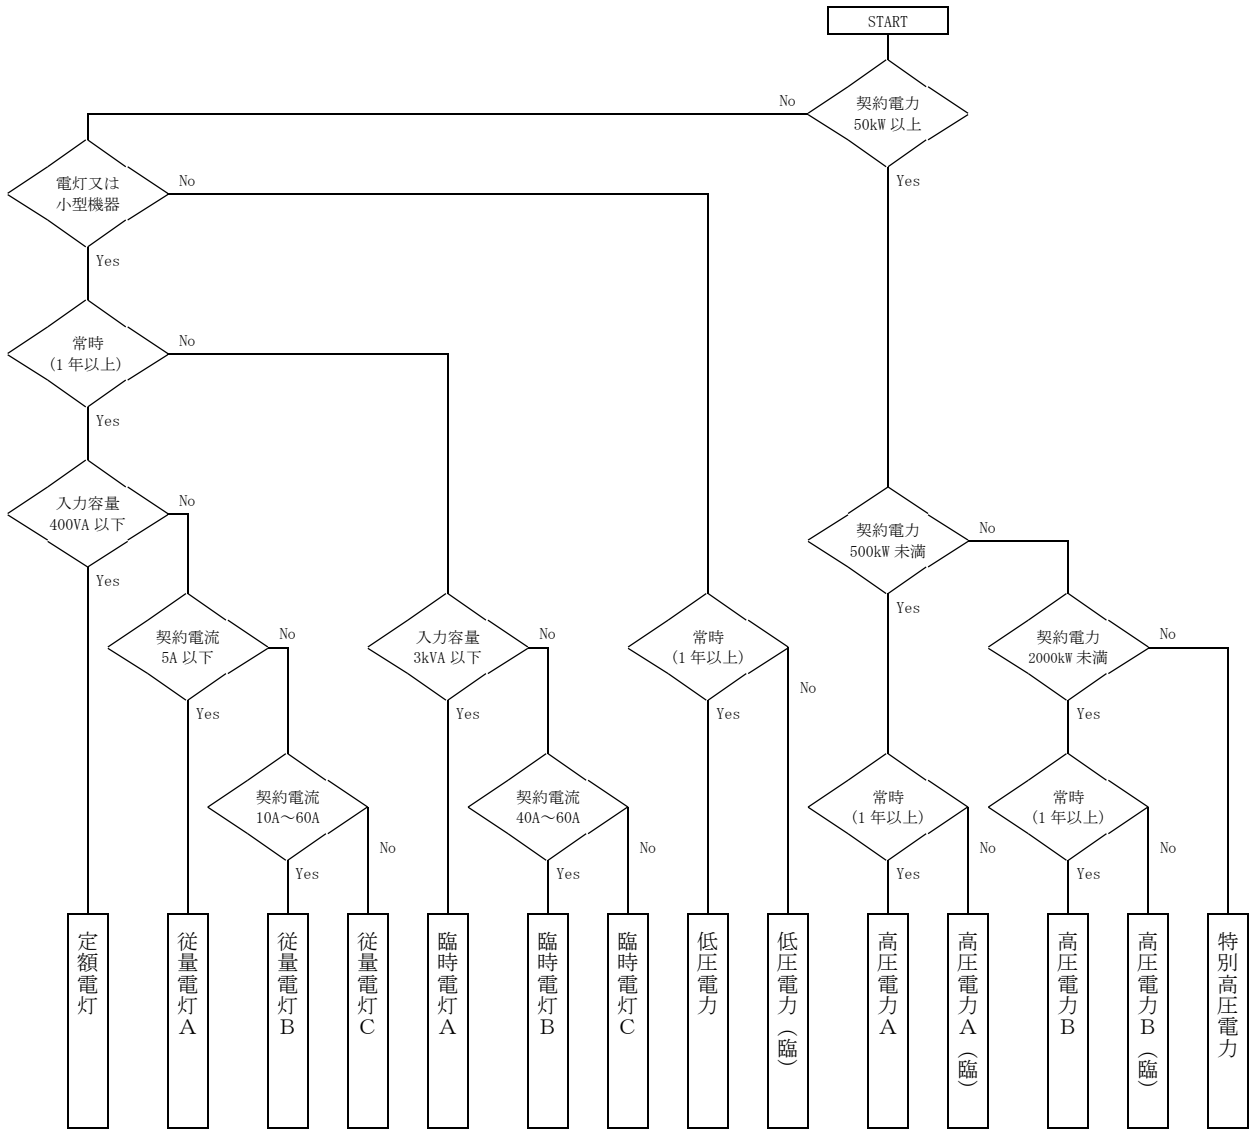 START
契約電力
50kW 以上
No
Yes
電灯又は
小型機器
No
Yes
常時
(1 年以上)
No
Yes
入力容量
400VA 以下
No
Yes
契約電力
500kW 未満
No
Yes
契約電流
5A 以下
No
Yes
入力容量
3kVA 以下
No
Yes
常時
(1 年以上)
No
Yes
契約電力
2000kW 未満
No
Yes
契約電流
10A～60A
No
Yes
契約電流
40A～60A
No
Yes
常時
(1 年以上)
No
Yes
常時
(1 年以上)
No
Yes
定額電灯
従量電灯A
従量電灯B
従量電灯C
臨時電灯A
臨時電灯B
臨時電灯C
低圧電力
低圧電力（臨）
高圧電力A
高圧電力A（臨）
高圧電力B
高圧電力B（臨）
特別高圧電力